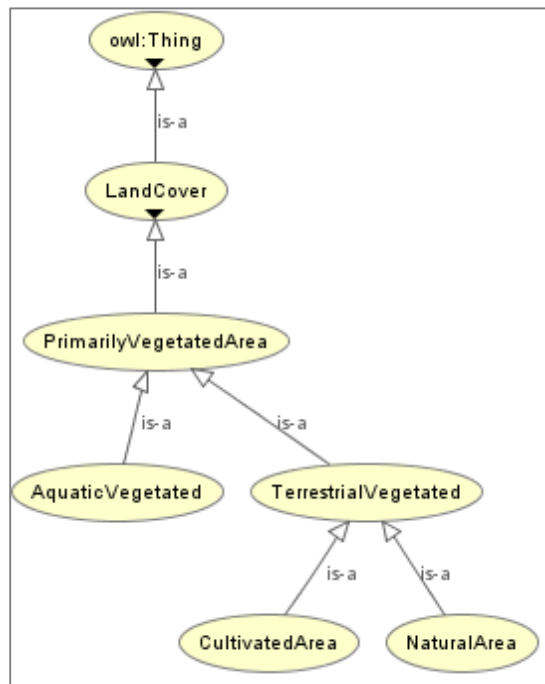 owl:Thing
is-a
LandCover
is-a
PrimarilyVegetatedArea
is-a
is-a
AquaticVegetated
TerrestrialVegetated
is-a
is-a
CultivatedArea
NaturalArea